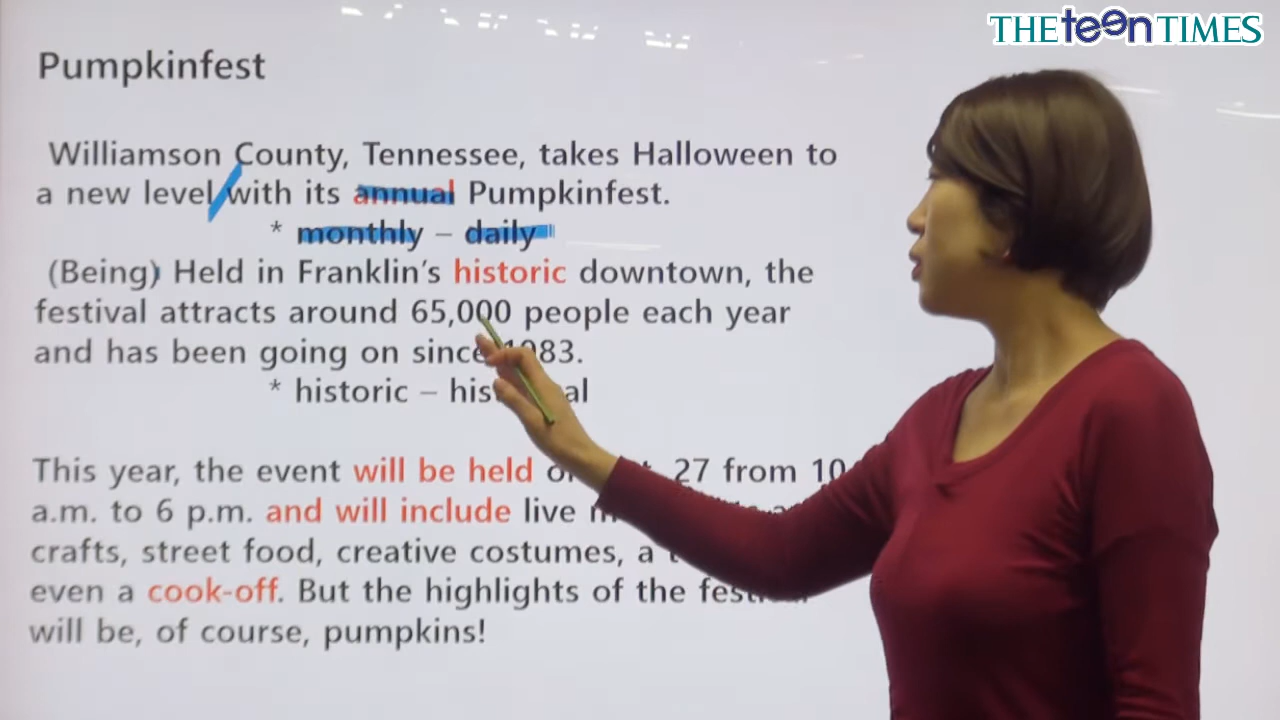 THE teen TIMES
Pumpkinfest
Williamson County, Tennessee, takes Halloween to
a new level with its annual Pumpkinfest.
* monthly – daily
(Being) Held in Franklin's historic downtown, the
festival attracts around 65,000 people each year
and has been going on since 1983.
* historic –
This year, the event will be held 27 from 10
a.m. to 6 p.m. and will include live
crafts, street food, creative costumes, a
even a cook-off. But the highlights of the festival
will be, of course, pumpkins!